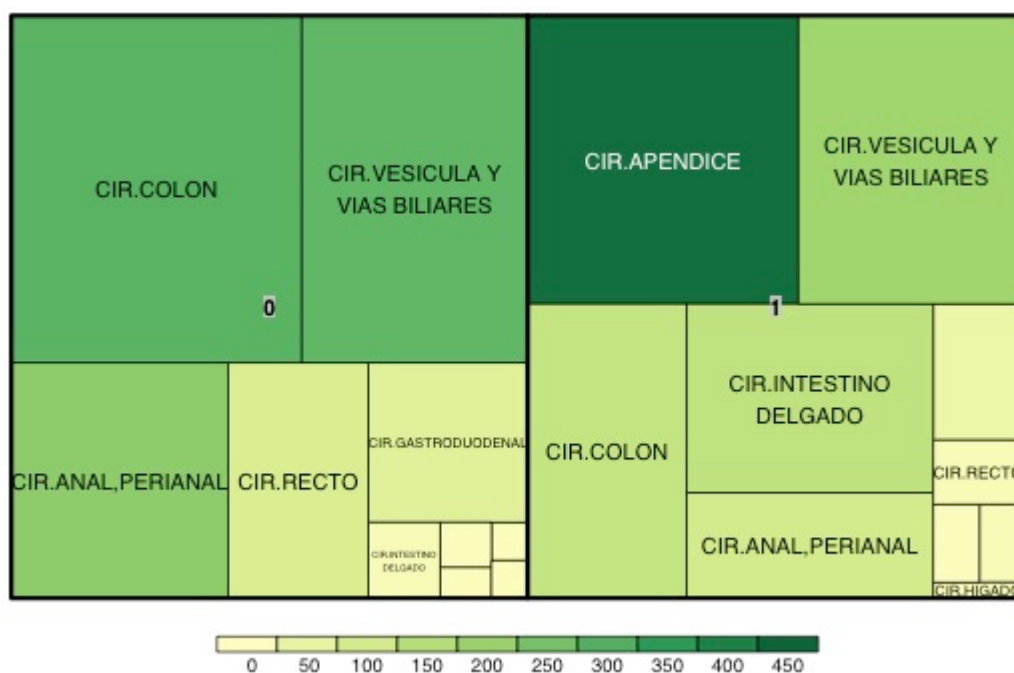 CIR.COLON
CIR.VESICULA Y
VIAS BILIARES
0
CIR.ANAL,PERIANAL
CIR.RECTO
CIR.GASTRODUODENAL
CIR.INTESTINO
DELGADO
CIR.APENDICE
CIR.VESICULA Y
VIAS BILIARES
1
CIR.COLON
CIR.INTESTINO
DELGADO
CIR.ANAL,PERIANAL
CIR.RECTO
CIR.HIGADO
0 50 100 150 200 250 300 350 400 450